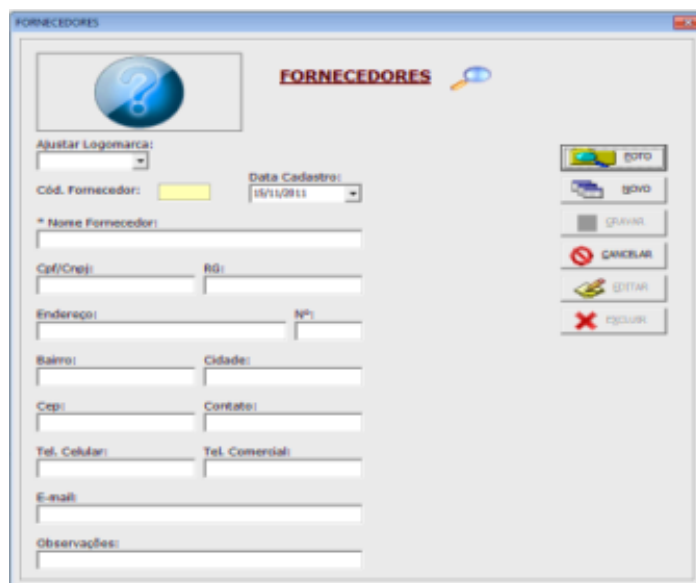 FORNECEDORES
FORNECEDORES
Ajustar Logomarca:
Cód. Fornecedor:
Data Cadastro:
15/11/2011
* Nome Fornecedor:
Cpf/Cnpj:
RG:
Endereço:
Nº:
Bairro:
Cidade:
Cep:
Contato:
Tel. Celular:
Tel. Comercial:
E-mail:
Observações:
FOTO
NOVO
GRAVAR
CANCELAR
EDITAR
EXCLUIR